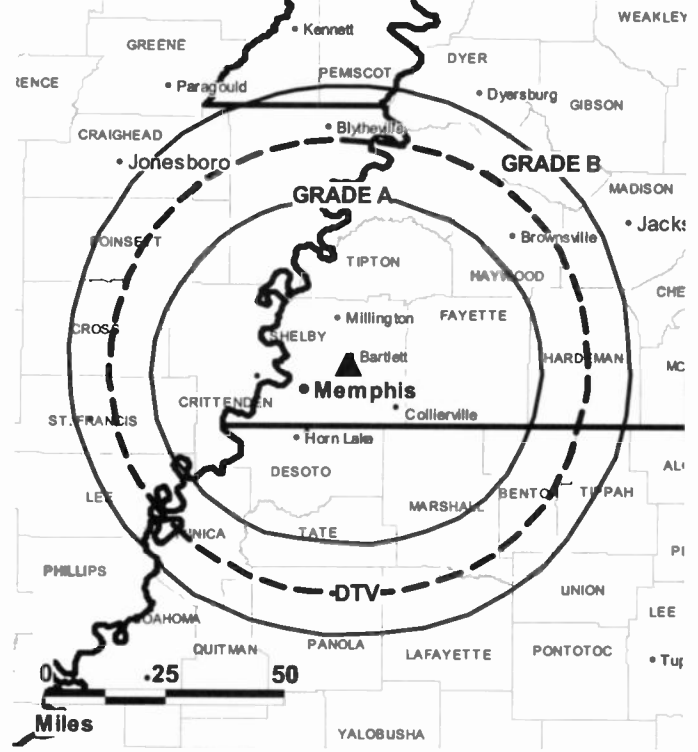 WEAKLEY
Kennett
GREENE
DYER
PEMISCOT
RENCE
Paragould
Dyersburg
GIBSON
CRAIGHEAD
Blytheville
Jonesboro
GRADE B
GRADE A
MADISON
Jacks
POINSETT
Brownsville
TIPTON
HAYWOOD
CHE
Millington
FAYETTE
CROSS
SHELBY
Bartlett
HARDEMAN
MC
Memphis
CRITTENDEN
Collierville
ST. FRANCIS
Horn Lake
DESOTO
ALC
LEE
BENTO
TIPPAH
MARSHALL
TUNICA
TATE
PHILLIPS
DTV
UNION
LEE
COAHOMA
QUITMAN
PANOLA
LAFAYETTE
PONTOTOC
Tup
0 25 50
Miles
YALOBUSHA